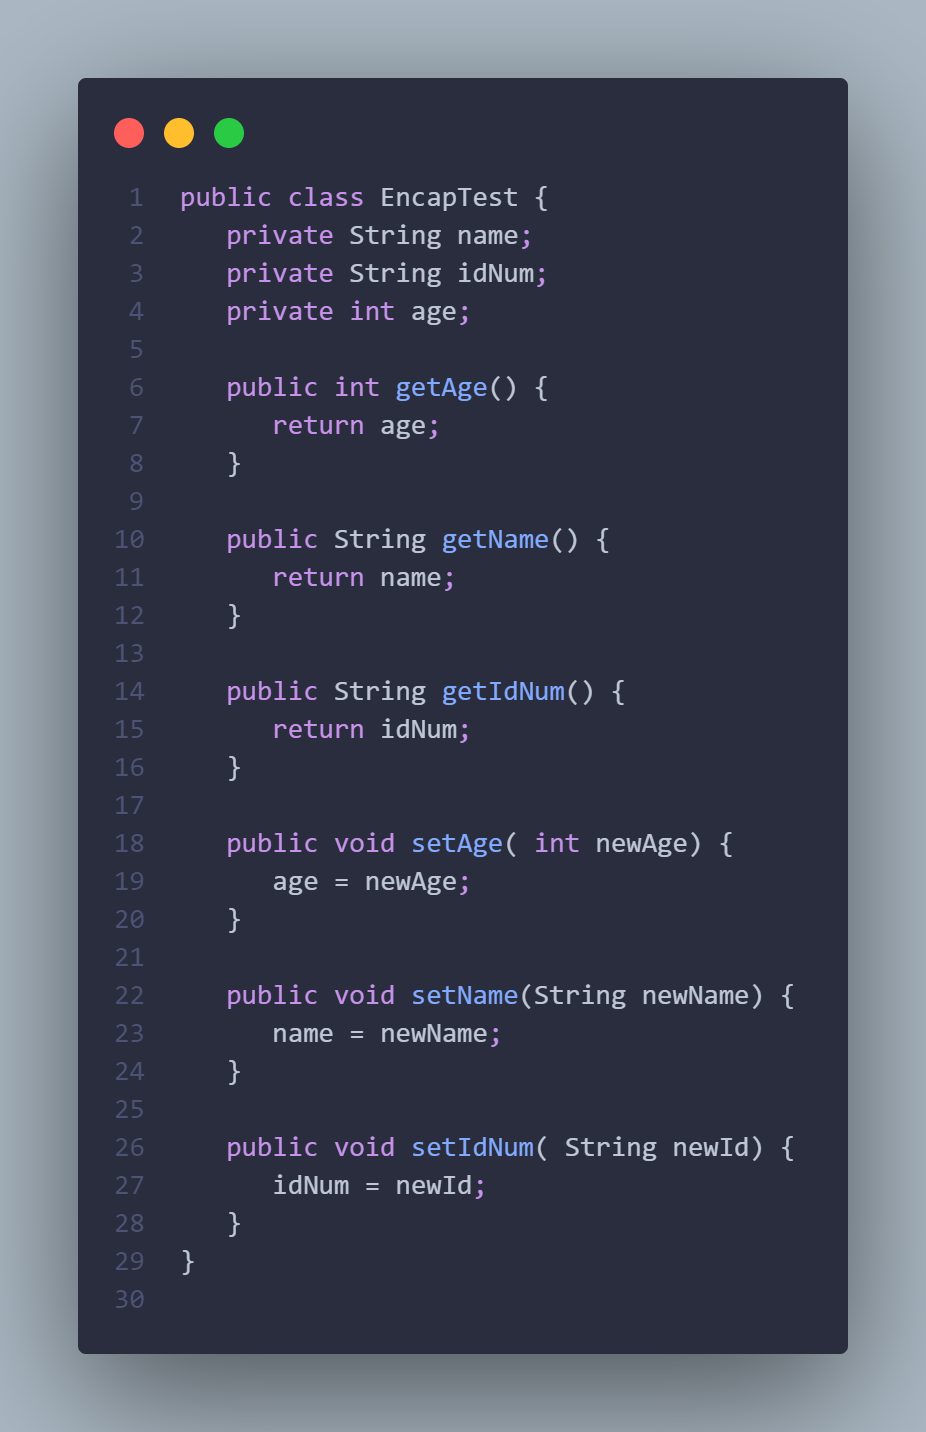 1 public class EncapTest {
2 private String name;
3 private String idNum;
4 private int age;
5
6 public int getAge() {
7 return age;
8 }
9
10 public String getName() {
11 return name;
12 }
13
14 public String getIdNum() {
15 return idNum;
16 }
17
18 public void setAge( int newAge) {
19 age = newAge;
20 }
21
22 public void setName(String newName) {
23 name = newName;
24 }
25
26 public void setIdNum( String newId) {
27 idNum = newId;
28 }
29 }
30